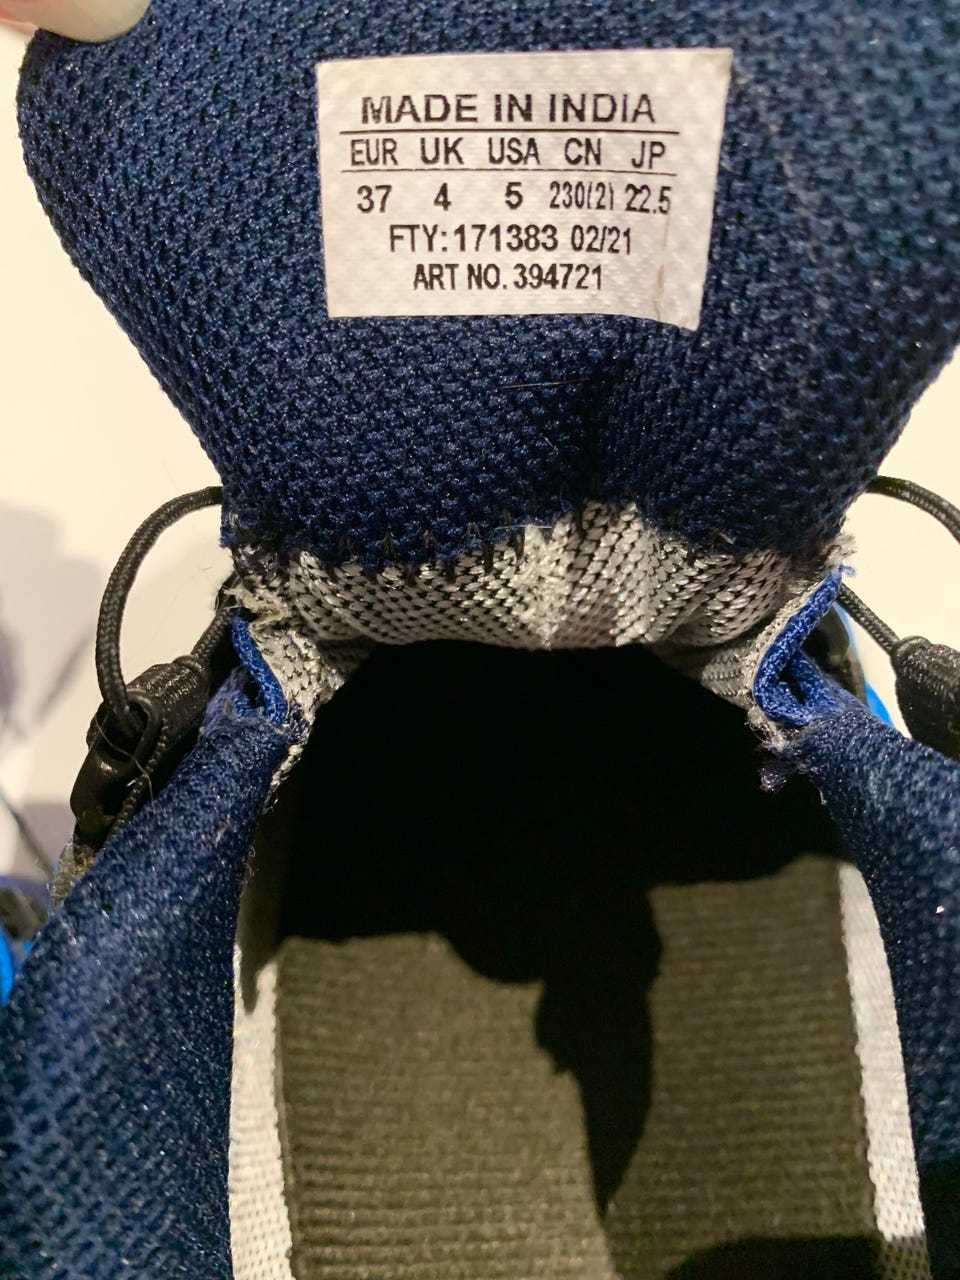 MADE IN INDIA
EUR UK USA CN JP
37 4 5 230(2) 22.5
FTY:171383 02/21
ART NO. 394721